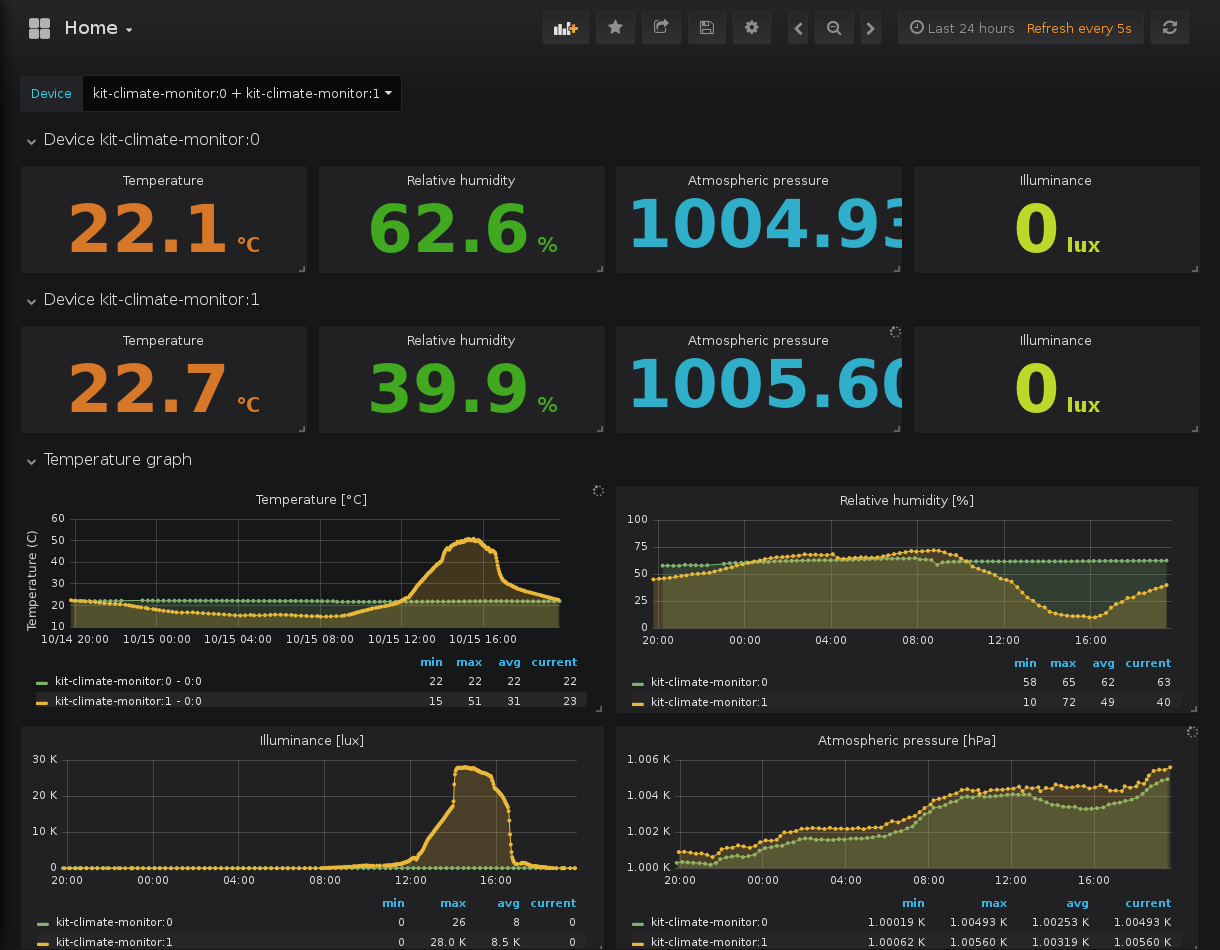 Home
Last 24 hours Refresh every 5s
Device kit-climate-monitor:0 + kit-climate-monitor:1
Device kit-climate-monitor:0
Temperature Relative humidity Atmospheric pressure Illuminance
22.1 °C 62.6 % 1004.93 0 lux
Device kit-climate-monitor:1
Temperature Relative humidity Atmospheric pressure Illuminance
22.7 °C 39.9 % 1005.60 0 lux
Temperature graph
Temperature [°C]
Temperature (C)
60
50
40
30
20
10
10/14 20:00 10/15 00:00 10/15 04:00 10/15 08:00 10/15 12:00 10/15 16:00
min max avg current
kit-climate-monitor:0 - 0:0 22 22 22 22
kit-climate-monitor:1 - 0:0 15 51 31 23
Relative humidity [%]
100
75
50
25
0
20:00 00:00 04:00 08:00 12:00 16:00
min max avg current
kit-climate-monitor:0 58 65 62 63
kit-climate-monitor:1 10 72 49 40
Illuminance [lux]
30 K
20 K
10 K
0
20:00 00:00 04:00 08:00 12:00 16:00
min max avg current
kit-climate-monitor:0 0 26 8 0
kit-climate-monitor:1 0 28.0 K 8.5 K 0
Atmospheric pressure [hPa]
1.006 K
1.004 K
1.002 K
1.000 K
20:00 00:00 04:00 08:00 12:00 16:00
min max avg current
kit-climate-monitor:0 1.00019 K 1.00493 K 1.00253 K 1.00493 K
kit-climate-monitor:1 1.00062 K 1.00560 K 1.00319 K 1.00560 K